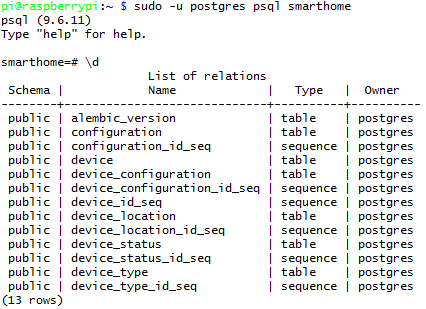 pi@raspberrypi:~ $ sudo -u postgres psql smarthome
psql (9.6.11)
Type "help" for help.

smarthome=# \d
                   List of relations
 Schema |           Name            |   Type   |  Owner
--------+---------------------------+----------+----------
 public | alembic_version           | table    | postgres
 public | configuration             | table    | postgres
 public | configuration_id_seq      | sequence | postgres
 public | device                    | table    | postgres
 public | device_configuration      | table    | postgres
 public | device_configuration_id_seq | sequence | postgres
 public | device_id_seq             | sequence | postgres
 public | device_location           | table    | postgres
 public | device_location_id_seq    | sequence | postgres
 public | device_status             | table    | postgres
 public | device_status_id_seq      | sequence | postgres
 public | device_type               | table    | postgres
 public | device_type_id_seq        | sequence | postgres
(13 rows)